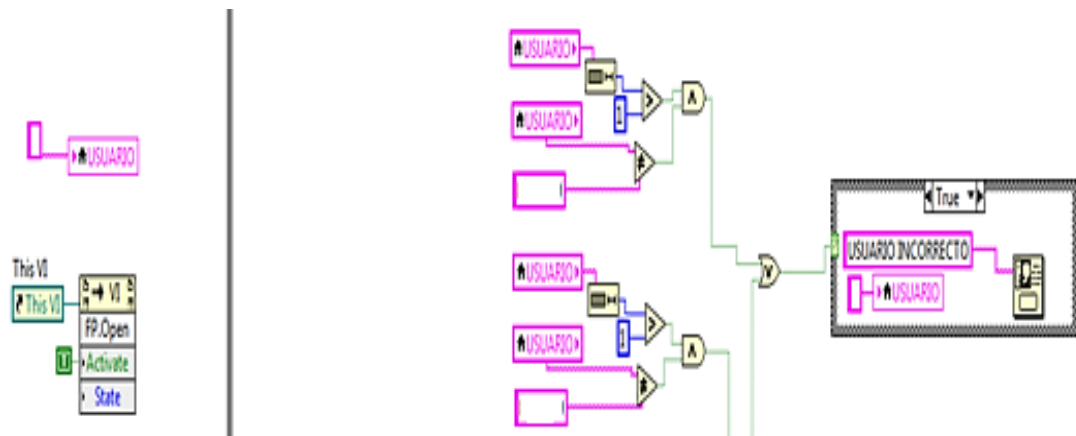 USUARIO
This VI
This VI
VI
FP.Open
Activate
State
USUARIO
1
USUARIO
USUARIO
1
USUARIO
True
USUARIO INCORRECTO
USUARIO